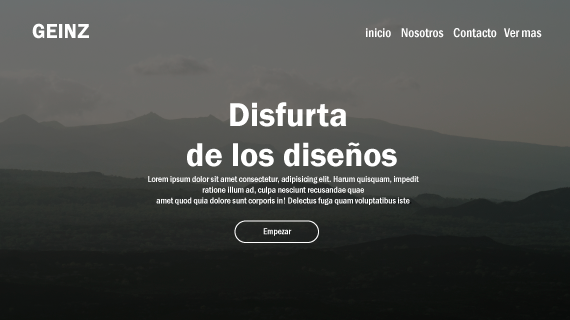 GEINZ
inicio Nosotros Contacto Ver mas
Disfurta
de los diseños
Lorem ipsum dolor sit amet consectetur, adipisicing elit. Harum quisquam, impedit
ratione illum ad, culpa nesciunt recusandae quae
amet quod quia dolore sunt corporis in! Delectus fuga quam voluptatibus iste
Empezar